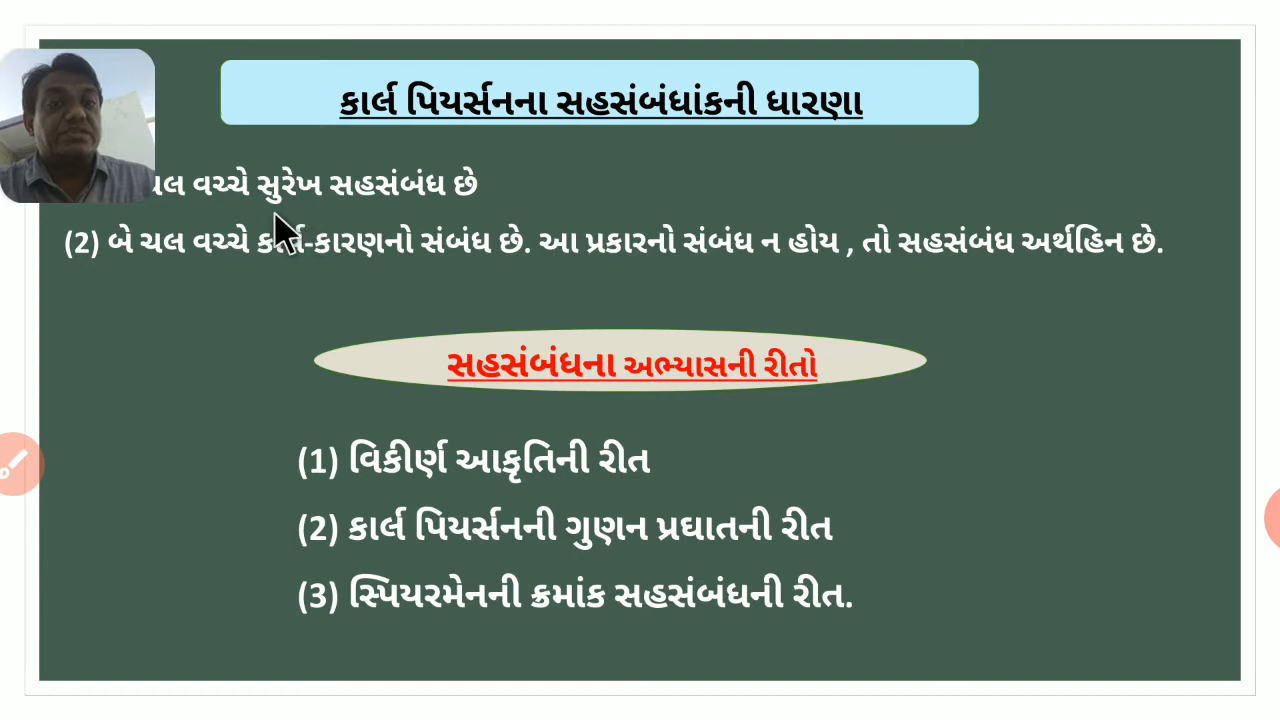 કાર્લ પિયર્સનના સહસંબંધાંકની ધારણા
વચ્ચે સુરેખ સહસંબંધ છે
(2) બે ચલ વચ્ચે કારણનો સંબંધ છે. આ પ્રકારનો સંબંધ ન હોય , તો સહસંબંધ અર્થહિન છે.
સહસંબંધના અભ્યાસની રીતો
(1) વિકીર્ણ આકૃતિની રીત
(2) કાર્લ પિયર્સનની ગુણન પ્રઘાતની રીત
(3) સ્પિયરમેનની ક્રમાંક સહસંબંધની રીત.